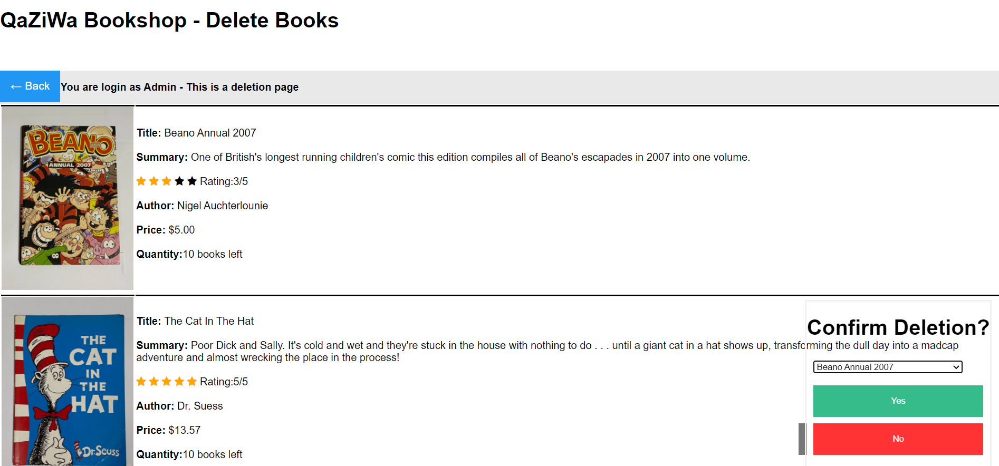 QaZiWa Bookshop - Delete Books
← Back
You are login as Admin - This is a deletion page
THE
BEANO
ANNUAL 2007
Title: Beano Annual 2007
Summary: One of British's longest running children's comic this edition compiles all of Beano's escapades in 2007 into one volume.
Rating:3/5
Author: Nigel Auchterlounie
Price: $5.00
Quantity:10 books left
THE
CAT
IN
THE
HAT
Dr.Seuss
Title: The Cat In The Hat
Summary: Poor Dick and Sally. It's cold and wet and they're stuck in the house with nothing to do . . . until a giant cat in a hat shows up, transforming the dull day into a madcap
adventure and almost wrecking the place in the process!
Rating:5/5
Author: Dr. Suess
Price: $13.57
Quantity:10 books left
Confirm Deletion?
Beano Annual 2007
Yes
No